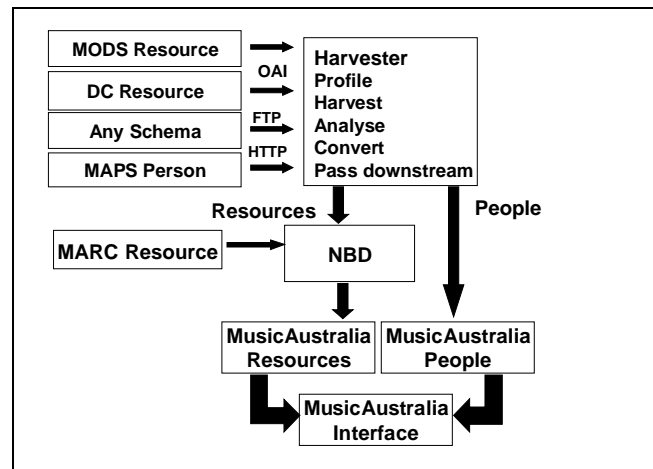 MODS Resource
OAI
DC Resource
FTP
Any Schema
HTTP
MAPS Person
Harvester
Profile
Harvest
Analyse
Convert
Pass downstream
Resources
People
MARC Resource
NBD
MusicAustralia
Resources
MusicAustralia
People
MusicAustralia
Interface